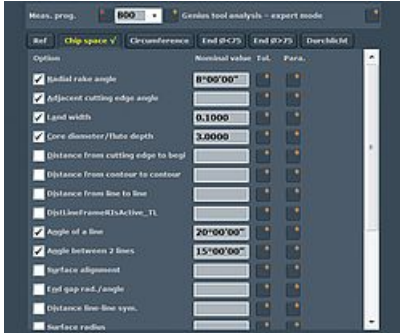 Meas. prog. 800 Genius tool analysis – expert mode
Ref Chip space √ Circumference End Ø<75 End Ø>75 Durchlicht
Option Nominal value Tol. Para.
Radial rake angle 8°00'00"
Adjacent cutting edge angle
Land width 0.1000
Core diameter/flute depth 3.0000
Distance from cutting edge to begi
Distance from contour to contour
Distance from line to line
DistLineFrameRIsActive_TL
Angle of a line 20°00'00"
Angle between 2 lines 15°00'00"
Surface alignment
End gap rad./angle
Distance line-line sym.
Surface radius